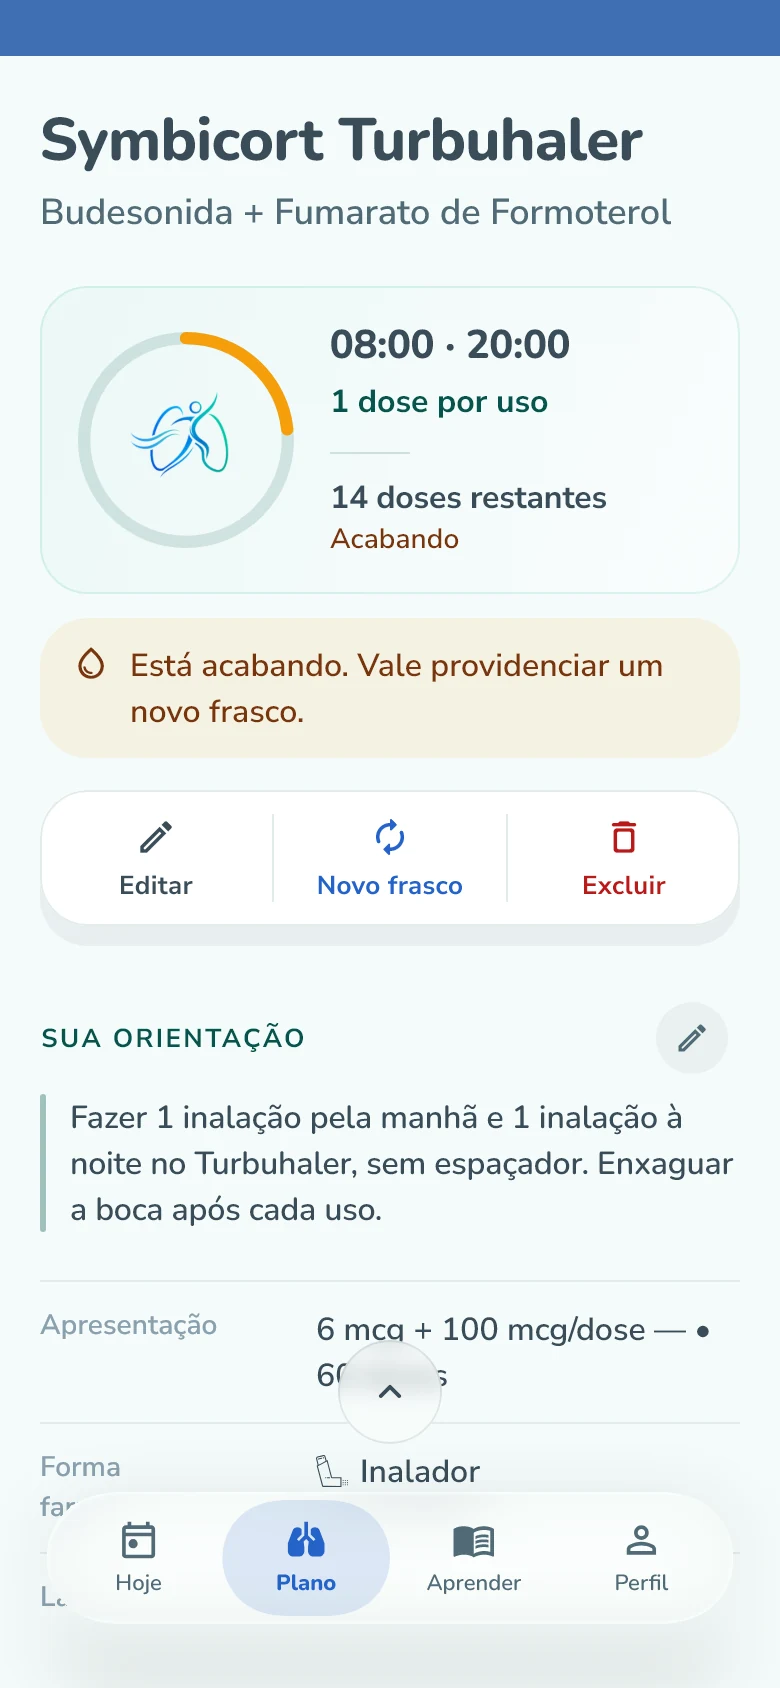 Symbicort Turbuhaler
Budesonida + Fumarato de Formoterol
08:00 · 20:00
1 dose por uso
14 doses restantes
Acabando
Está acabando. Vale providenciar um
novo frasco.
Editar
Novo frasco
Excluir
SUA ORIENTAÇÃO
Fazer 1 inalação pela manhã e 1 inalação à
noite no Turbuhaler, sem espaçador. Enxaguar
a boca após cada uso.
Apresentação
6 mcg + 100 mcg/dose — •
Forma
Inalador
Hoje
Plano
Aprender
Perfil